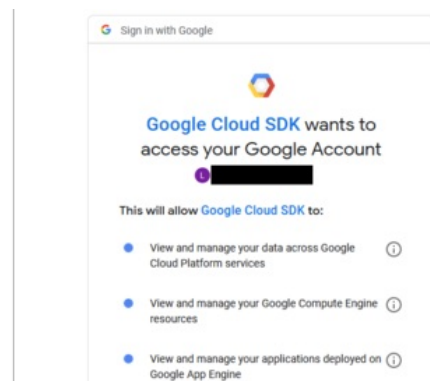 Sign in with Google
Google Cloud SDK wants to
access your Google Account
L
This will allow Google Cloud SDK to:
View and manage your data across Google
Cloud Platform services
View and manage your Google Compute Engine
resources
View and manage your applications deployed on
Google App Engine